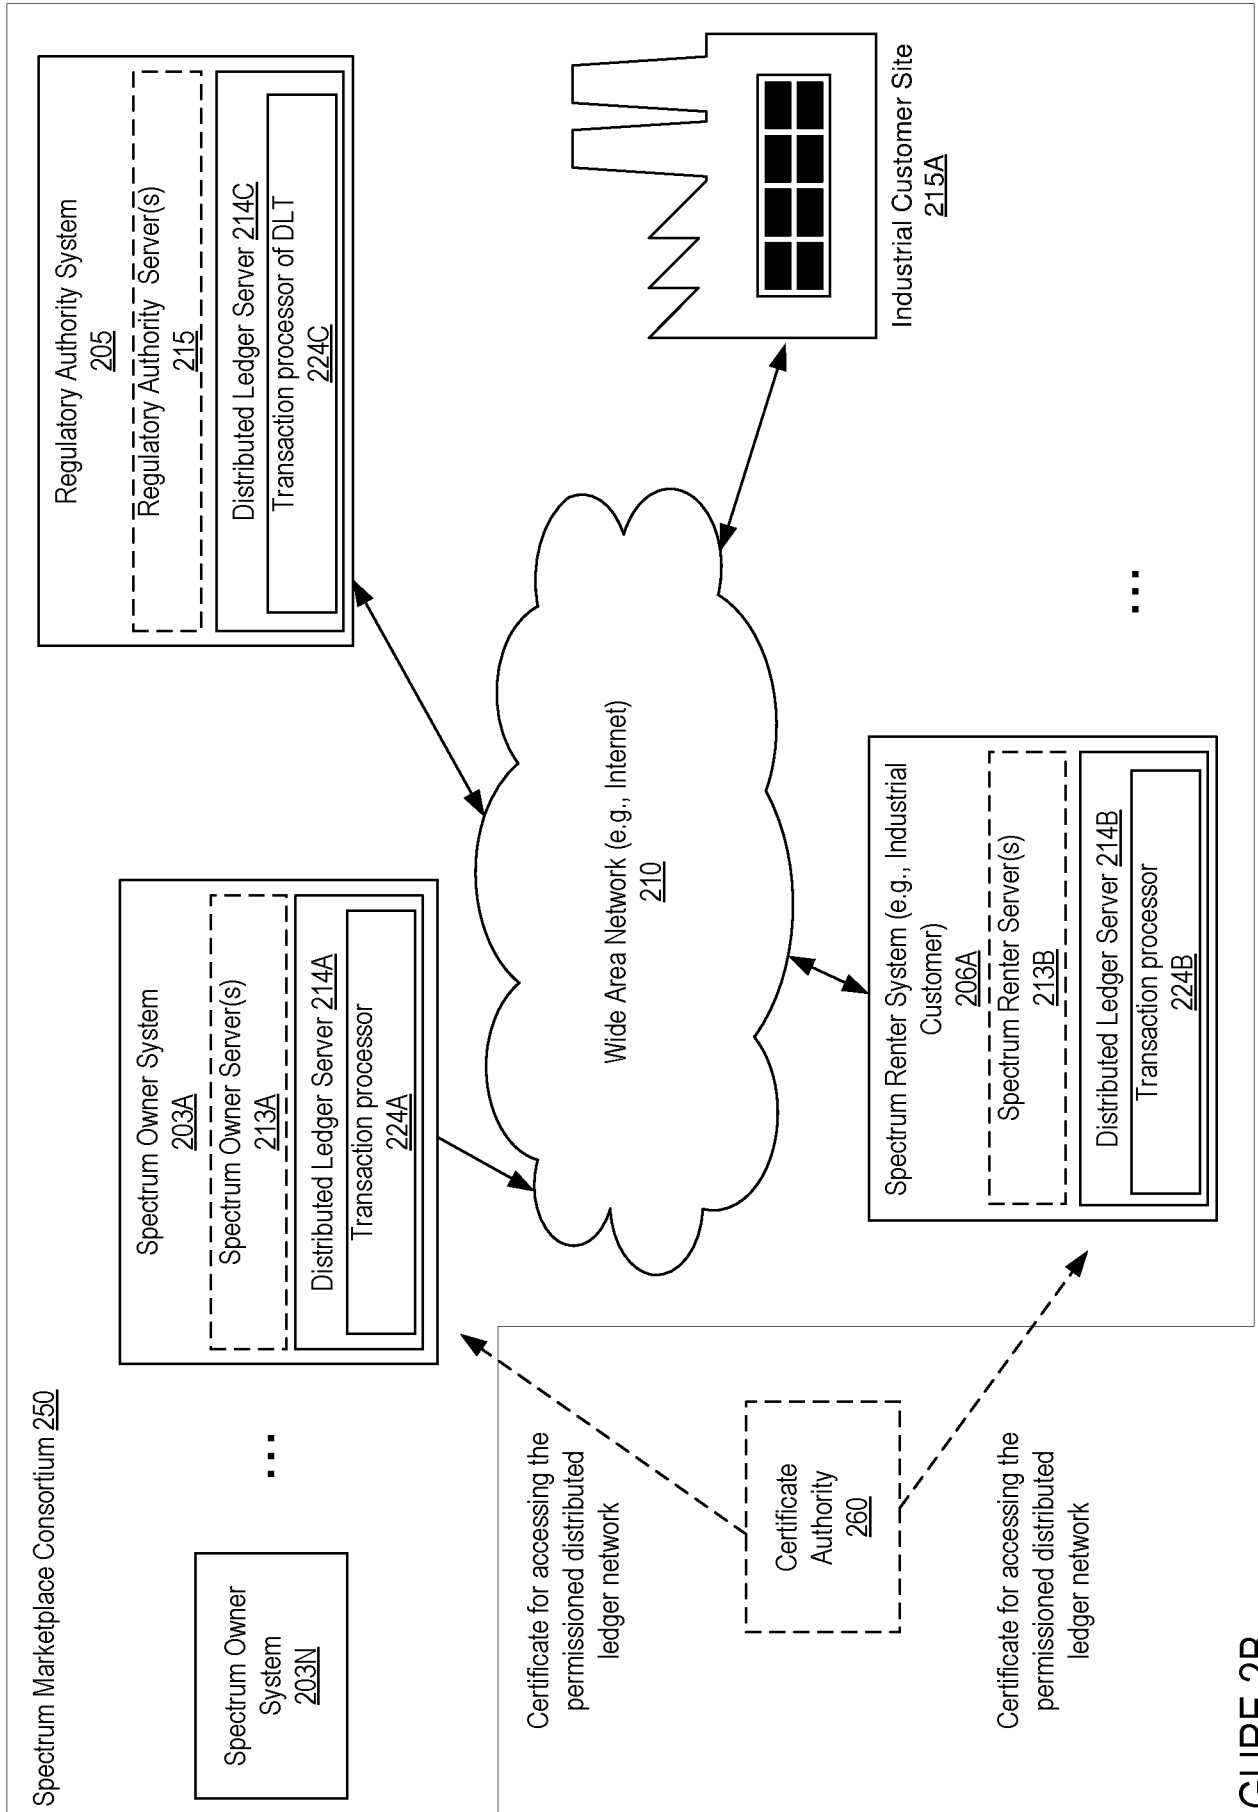 Spectrum Marketplace Consortium 250
Spectrum Owner
System
203N
...
Spectrum Owner System
203A
Spectrum Owner Server(s)
213A
Distributed Ledger Server 214A
Transaction processor
224A
Regulatory Authority System
205
Regulatory Authority Server(s)
215
Distributed Ledger Server 214C
Transaction processor of DLT
224C
Certificate for accessing the
permissioned distributed
ledger network
Wide Area Network (e.g., Internet)
210
Certificate
Authority
260
Industrial Customer Site
215A
Certificate for accessing the
permissioned distributed
ledger network
Spectrum Renter System (e.g., Industrial
Customer)
206A
Spectrum Renter Server(s)
213B
Distributed Ledger Server 214B
Transaction processor
224B
...
GURE 2B